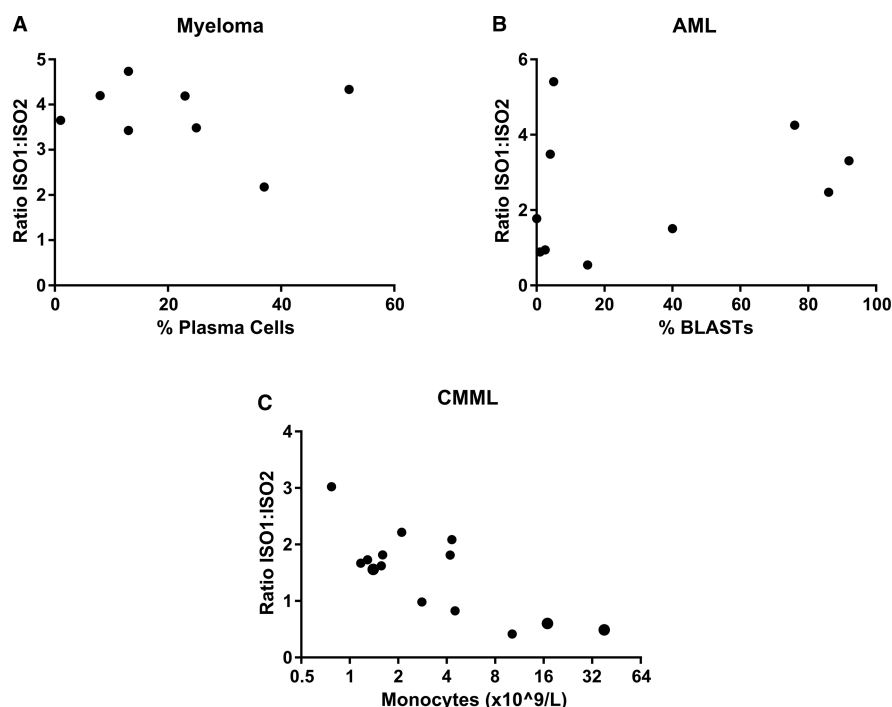 A
Myeloma
Ratio ISO1:ISO2
5
4
3
2
1
0
0 20 40 60
% Plasma Cells
B
AML
Ratio ISO1:ISO2
6
4
2
0
0 20 40 60 80 100
% BLASTs
C
CMML
Ratio ISO1:ISO2
4
3
2
1
0
0.5 1 2 4 8 16 32 64
Monocytes (x10^9/L)